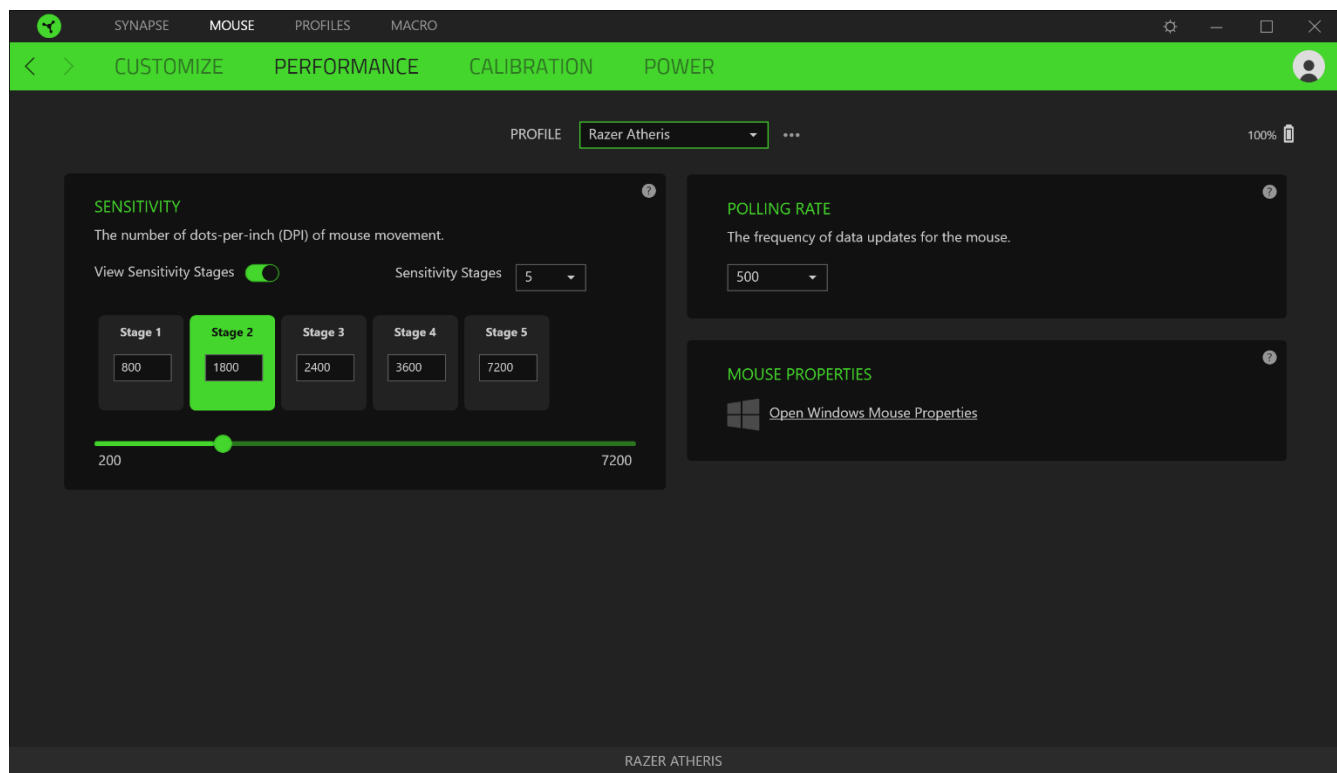 SYNAPSE MOUSE PROFILES MACRO
CUSTOMIZE PERFORMANCE CALIBRATION POWER
PROFILE Razer Atheris ••• 100%
SENSITIVITY ?
The number of dots-per-inch (DPI) of mouse movement.
View Sensitivity Stages Sensitivity Stages 5
Stage 1 Stage 2 Stage 3 Stage 4 Stage 5
800 1800 2400 3600 7200
200 7200
POLLING RATE ?
The frequency of data updates for the mouse.
500
MOUSE PROPERTIES ?
Open Windows Mouse Properties
RAZER ATHERIS